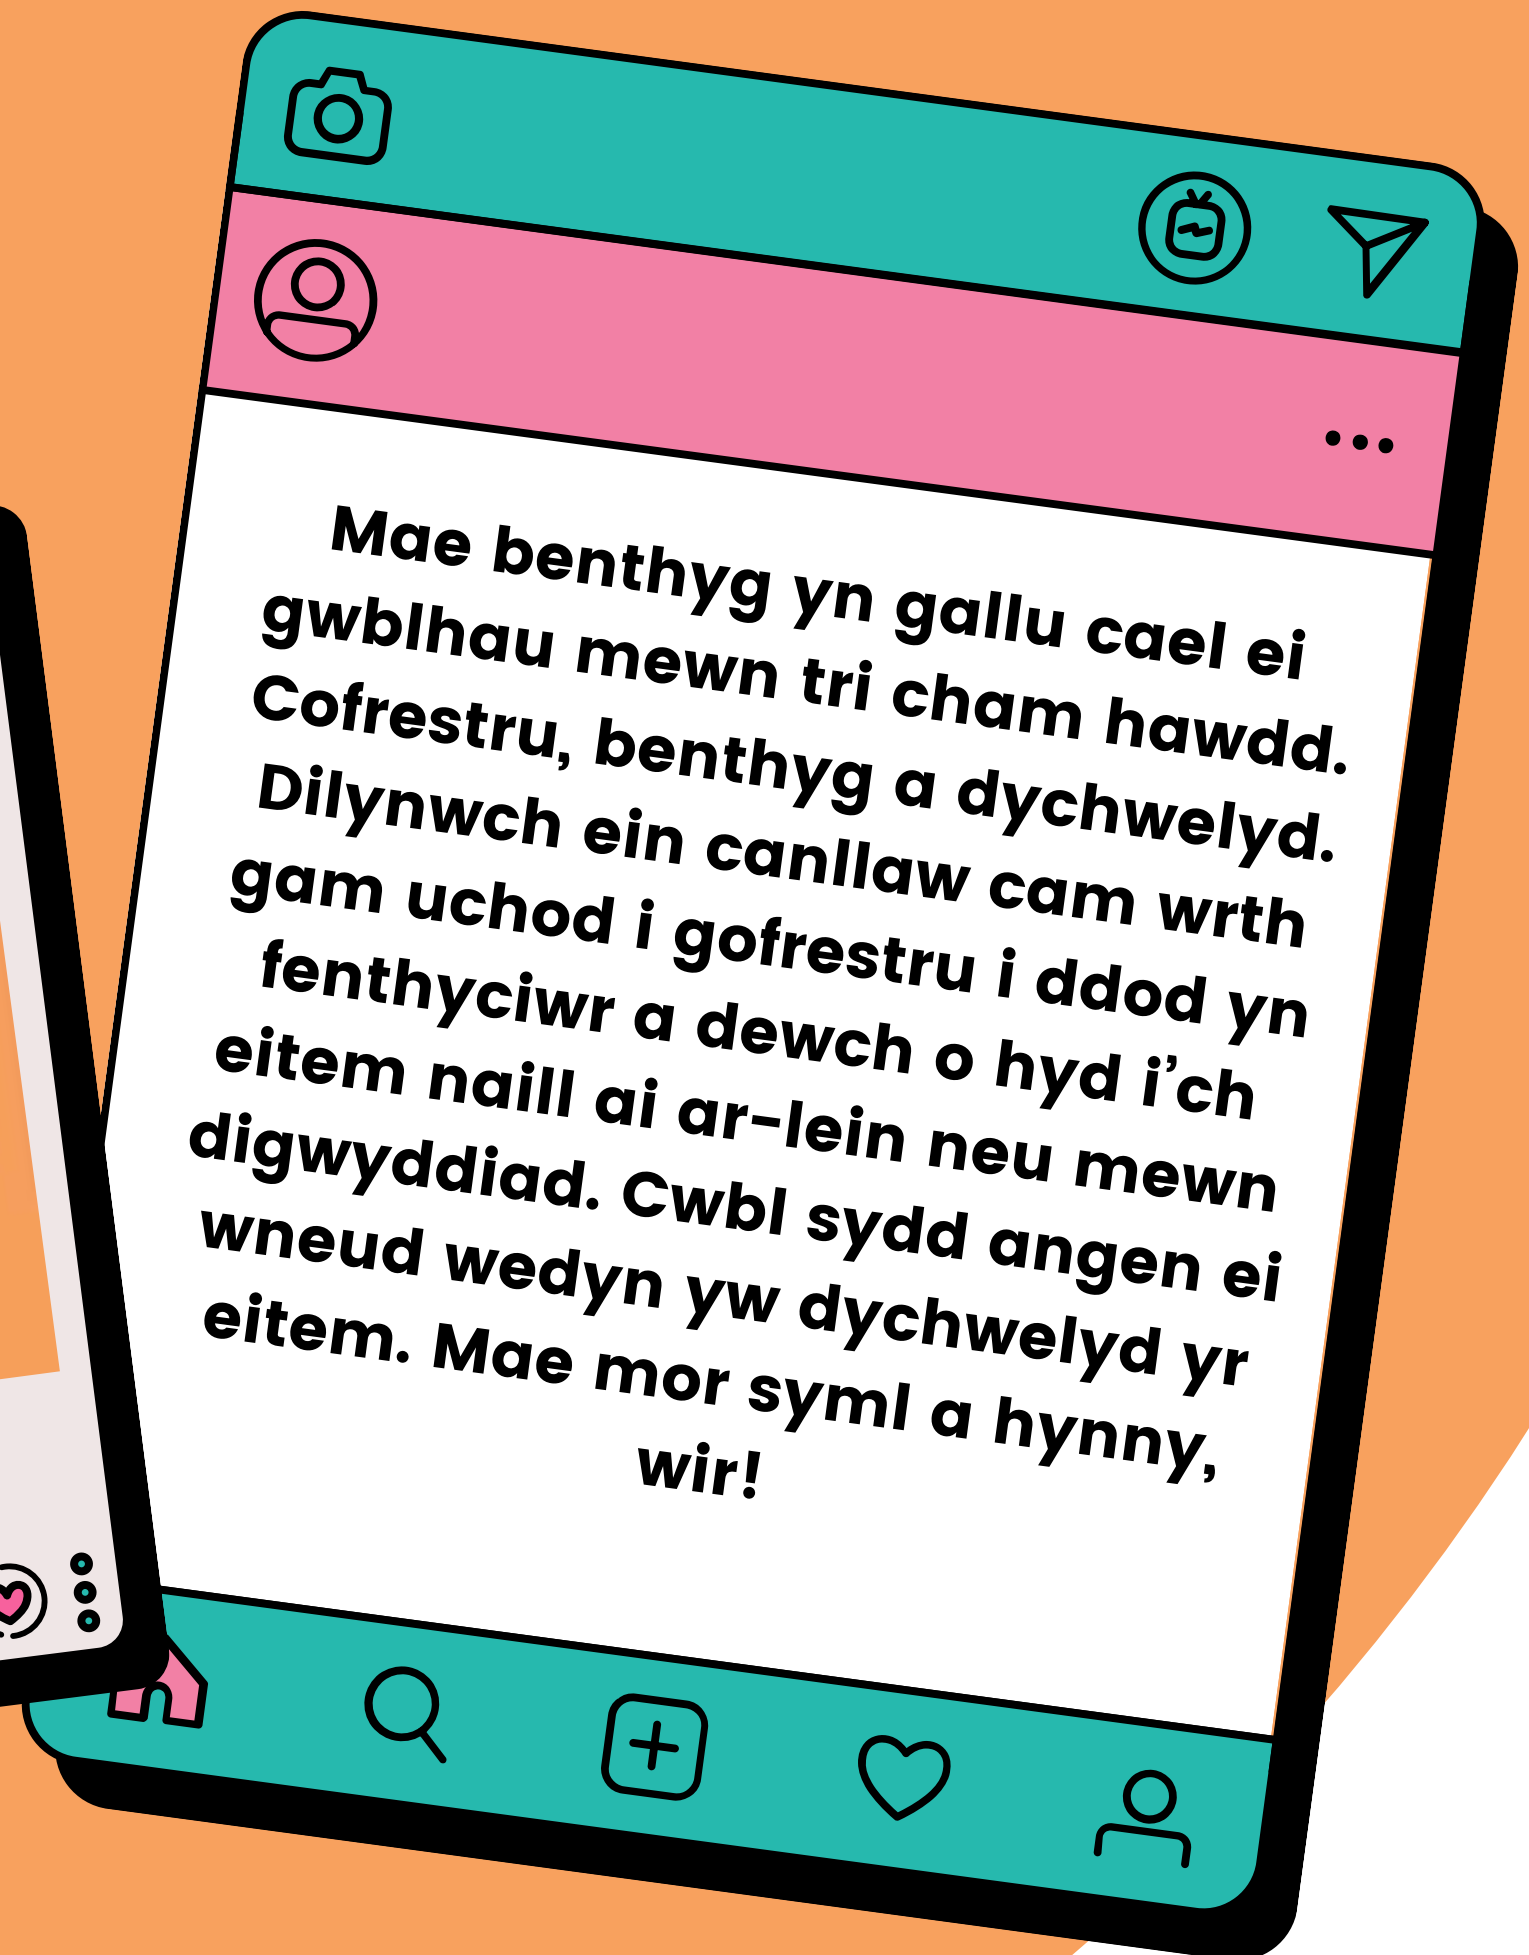 Mae benthyg yn gallu cael ei
gwblhau mewn tri cham hawdd.
Cofrestru, benthyg a dychwelyd.
Dilynwch ein canllaw cam wrth
gam uchod i gofrestru i ddod yn
fenthyciwr a dewch o hyd i’ch
eitem naill ai ar-lein neu mewn
digwyddiad. Cwbl sydd angen ei
wneud wedyn yw dychwelyd yr
eitem. Mae mor syml a hynny,
wir!